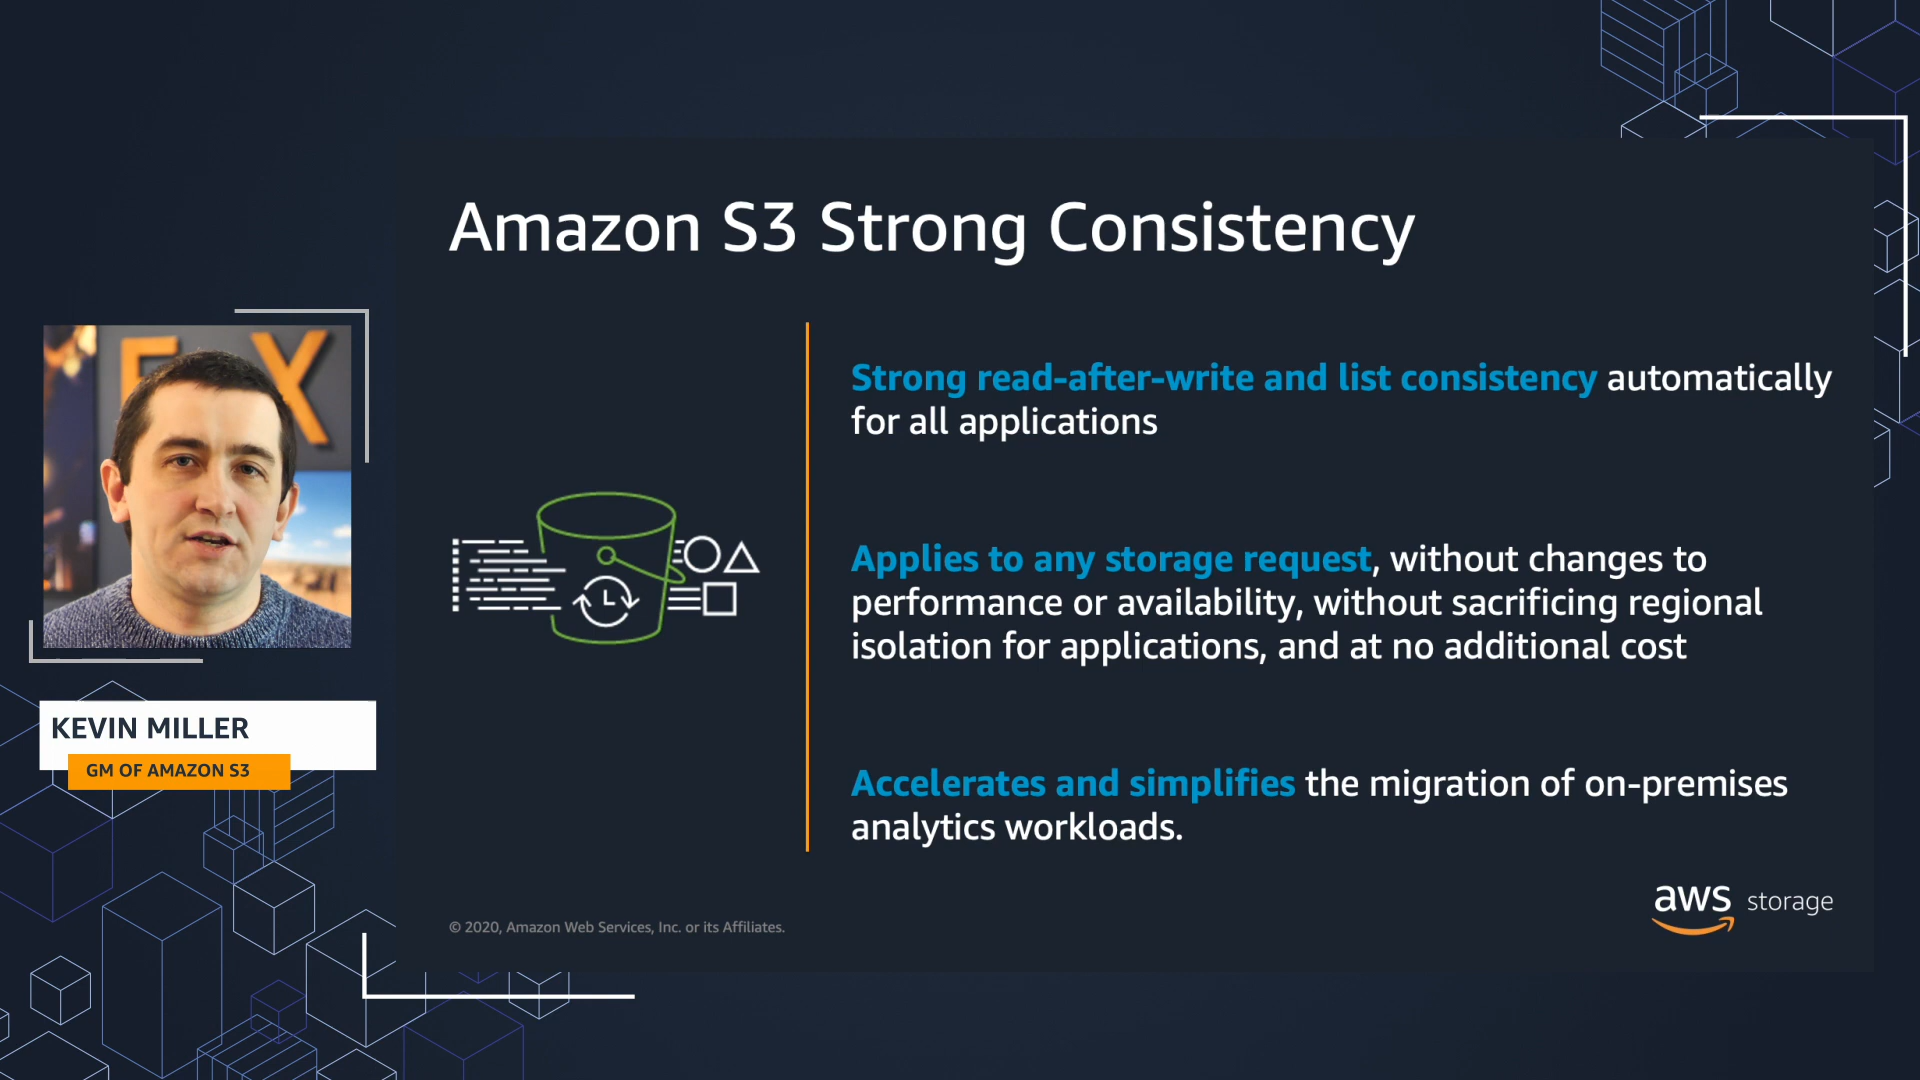 Amazon S3 Strong Consistency
Strong read-after-write and list consistency automatically
for all applications
Applies to any storage request, without changes to
performance or availability, without sacrificing regional
isolation for applications, and at no additional cost
Accelerates and simplifies the migration of on-premises
analytics workloads.
KEVIN MILLER
GM OF AMAZON S3
© 2020, Amazon Web Services, Inc. or its Affiliates.
aws storage